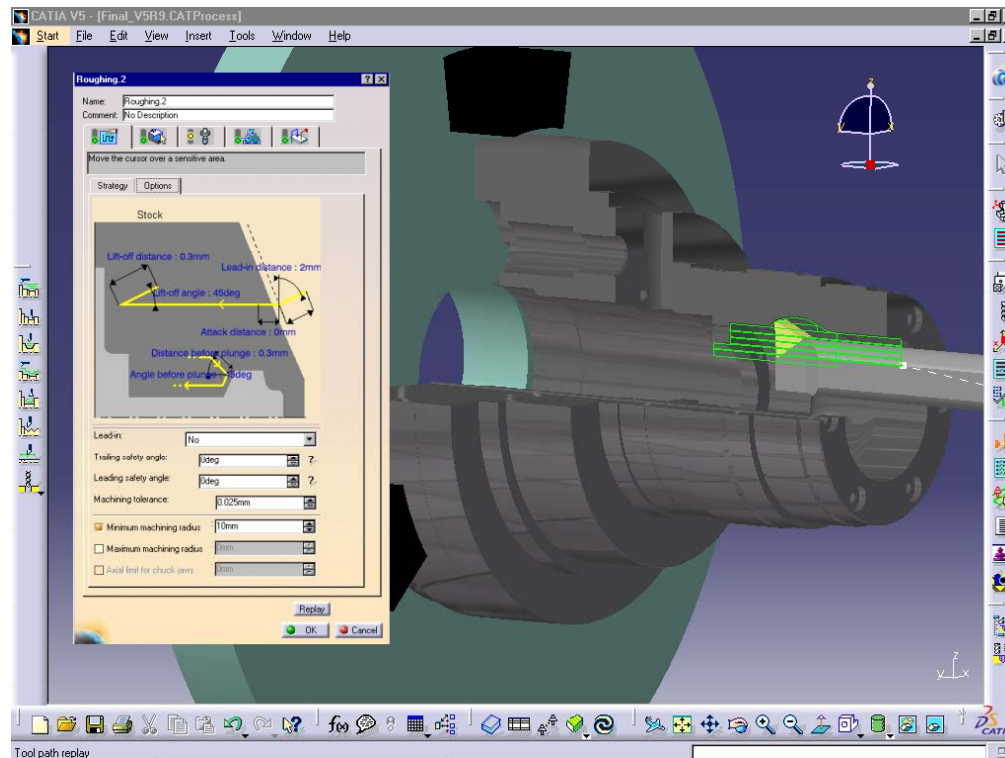 CATIA V5 - [Final_V5R9.CATProcess]
Start File Edit View Insert Tools Window Help
Roughing.2
Name: Roughing.2
Comment: No Description
Move the cursor over a sensitive area.
Strategy Options
Stock
Lift-off distance : 0.3mm
Lead-in distance : 2mm
Lift-off angle : 45deg
Attack distance : 0mm
Distance before plunge : 0.3mm
Angle before plunge : 45deg
Lead-in: No
Trailing safety angle: 0deg ?
Leading safety angle: 0deg ?
Machining tolerance: 0.025mm
Minimum machining radius 10mm
Maximum machining radius 0mm
Axial limit for chuck jaws 0mm
Replay
OK Cancel
z
y x
z
y x
f(x)
CATIA
Tool path replay